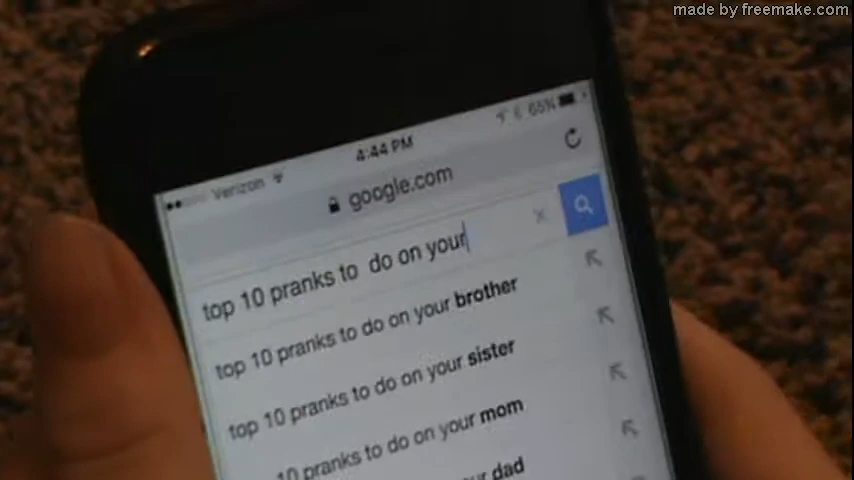 made by freemake.com
Verizon 4:44 PM 65%
google.com
top 10 pranks to  do on your
top 10 pranks to do on your brother
top 10 pranks to do on your sister
10 pranks to do on your mom
dad